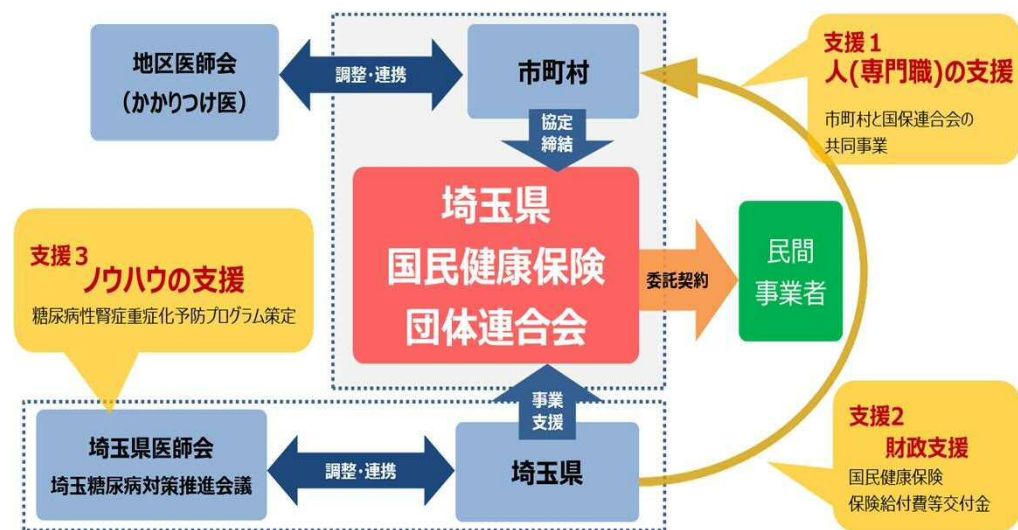 地区医師会
（かかりつけ医）
調整・連携
市町村
支援1
人(専門職)の支援
市町村と国保連合会の
共同事業
協定
締結
埼玉県
国民健康保険
団体連合会
委託契約
民間
事業者
支援3
ノウハウの支援
糖尿病性腎症重症化予防プログラム策定
事業
支援
埼玉県医師会
埼玉糖尿病対策推進会議
調整・連携
埼玉県
支援2
財政支援
国民健康保険
保険給付費等交付金